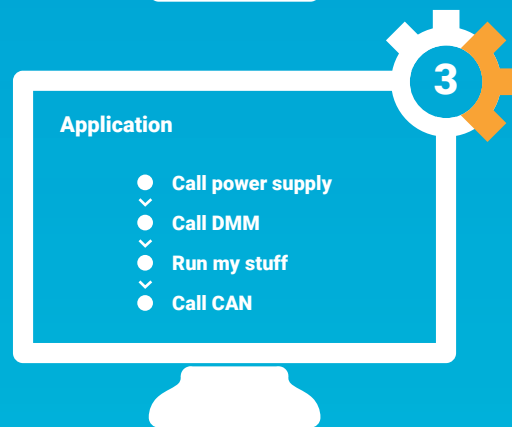 3
Application
Call power supply
Call DMM
Run my stuff
Call CAN